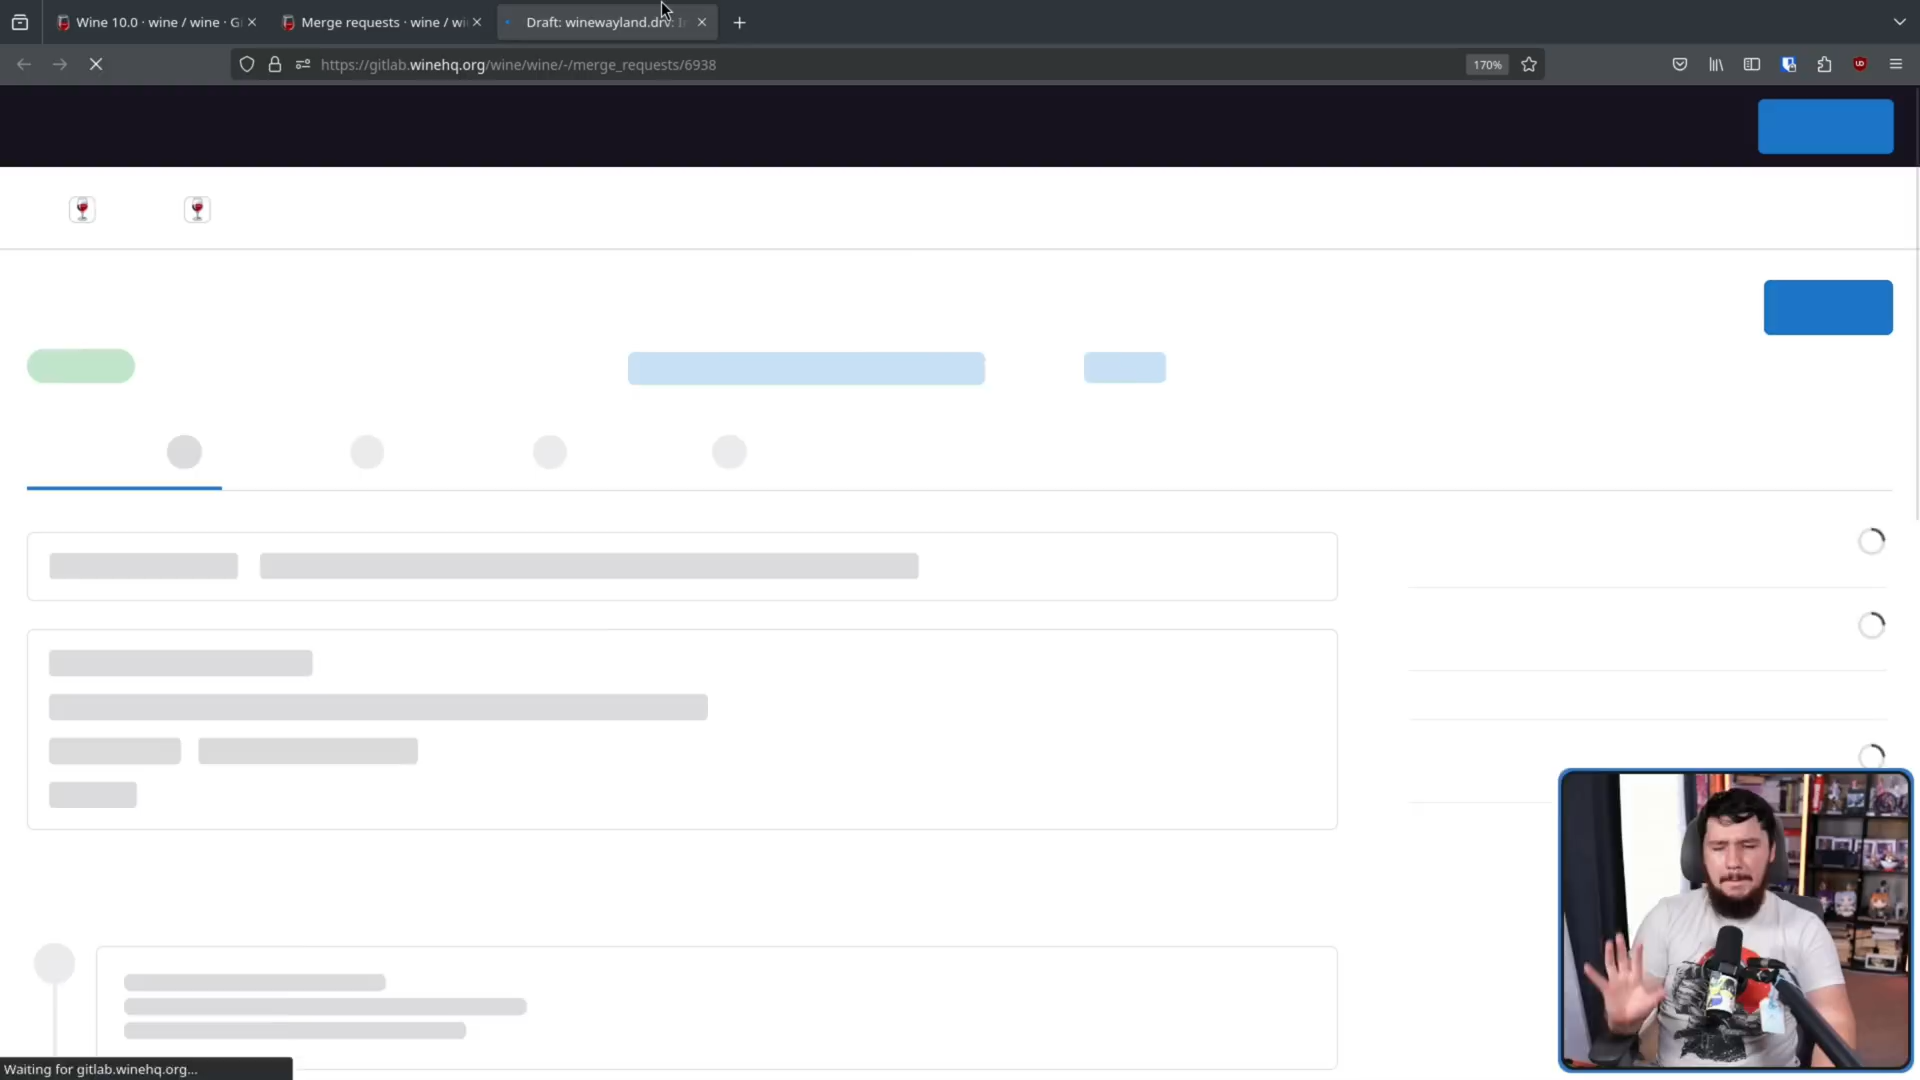 Wine 10.0 · wine / wine · G
Merge requests · wine / wi
Draft: winewayland.drv: I
https://gitlab.winehq.org/wine/wine/-/merge_requests/6938
170%
Waiting for gitlab.winehq.org...